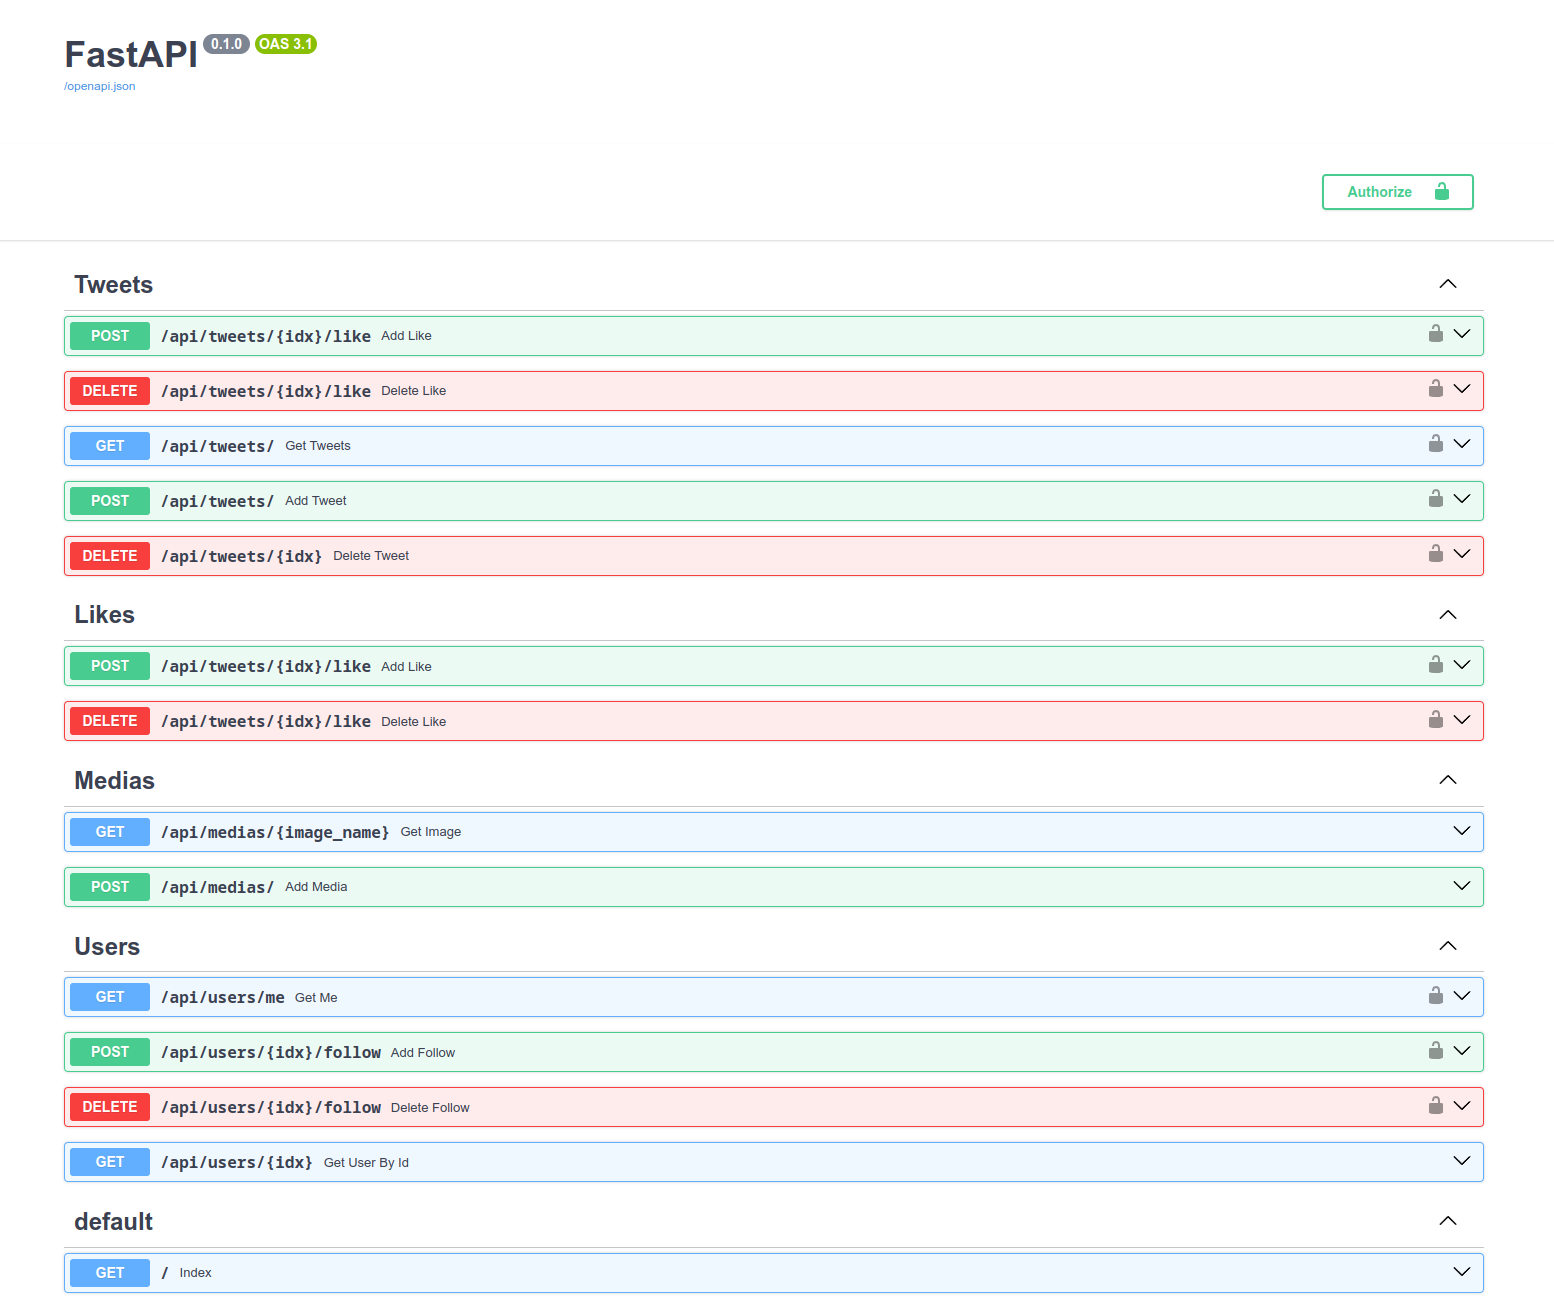 FastAPI 0.1.0 OAS 3.1
/openapi.json
Authorize
Tweets
POST /api/tweets/{idx}/like Add Like
DELETE /api/tweets/{idx}/like Delete Like
GET /api/tweets/ Get Tweets
POST /api/tweets/ Add Tweet
DELETE /api/tweets/{idx} Delete Tweet
Likes
POST /api/tweets/{idx}/like Add Like
DELETE /api/tweets/{idx}/like Delete Like
Medias
GET /api/medias/{image_name} Get Image
POST /api/medias/ Add Media
Users
GET /api/users/me Get Me
POST /api/users/{idx}/follow Add Follow
DELETE /api/users/{idx}/follow Delete Follow
GET /api/users/{idx} Get User By Id
default
GET / Index